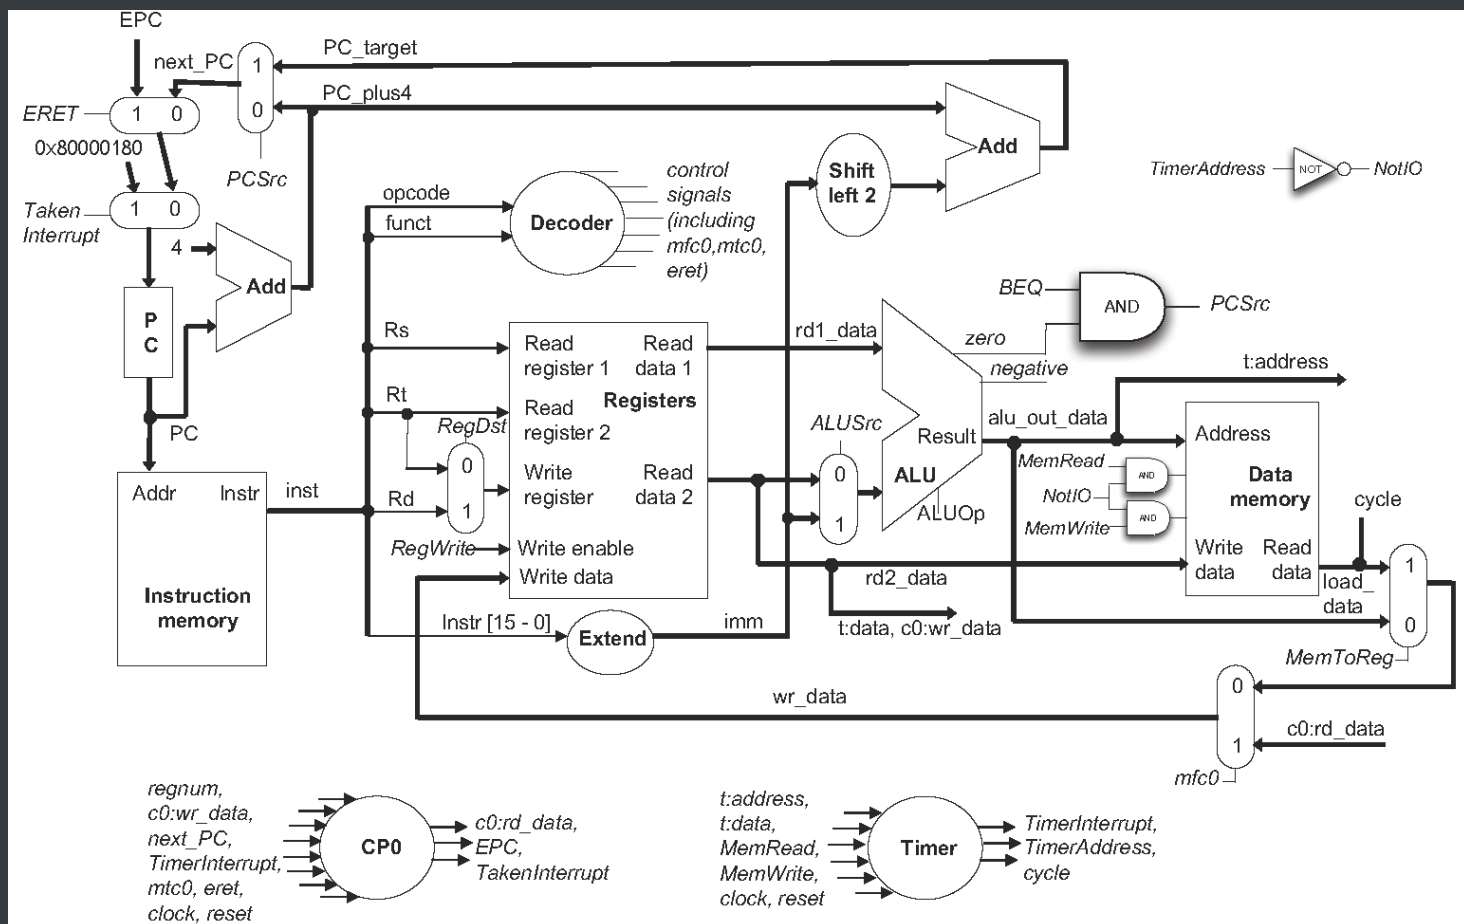 EPC
next_PC
PC_target
1
PC_plus4
0
ERET
1 0
0x80000180
PCSrc
Taken
Interrupt
1 0
4
Add
P
C
PC
Addr Instr
Instruction
memory
inst
opcode
funct
Decoder
control
signals
(including
mfc0,mtc0,
eret)
Shift
left 2
Add
TimerAddress
NOT
NotIO
BEQ
AND
PCSrc
Rs
Rt
RegDst
0
1
Rd
RegWrite
Read
register 1
Read
data 1
Registers
Read
register 2
Write
register
Read
data 2
Write enable
Write data
rd1_data
zero
negative
ALUSrc
0
1
Result
ALU
ALUOp
alu_out_data
t:address
Address
MemRead
AND
NotIO
AND
MemWrite
Data
memory
Write
data
Read
data
cycle
load_
data
1
0
MemToReg
rd2_data
t:data, c0:wr_data
Instr [15 - 0]
Extend
imm
wr_data
0
1
c0:rd_data
mfc0
regnum,
c0:wr_data,
next_PC,
TimerInterrupt,
mtc0, eret,
clock, reset
CP0
c0:rd_data,
EPC,
TakenInterrupt
t:address,
t:data,
MemRead,
MemWrite,
clock, reset
Timer
TimerInterrupt,
TimerAddress,
cycle